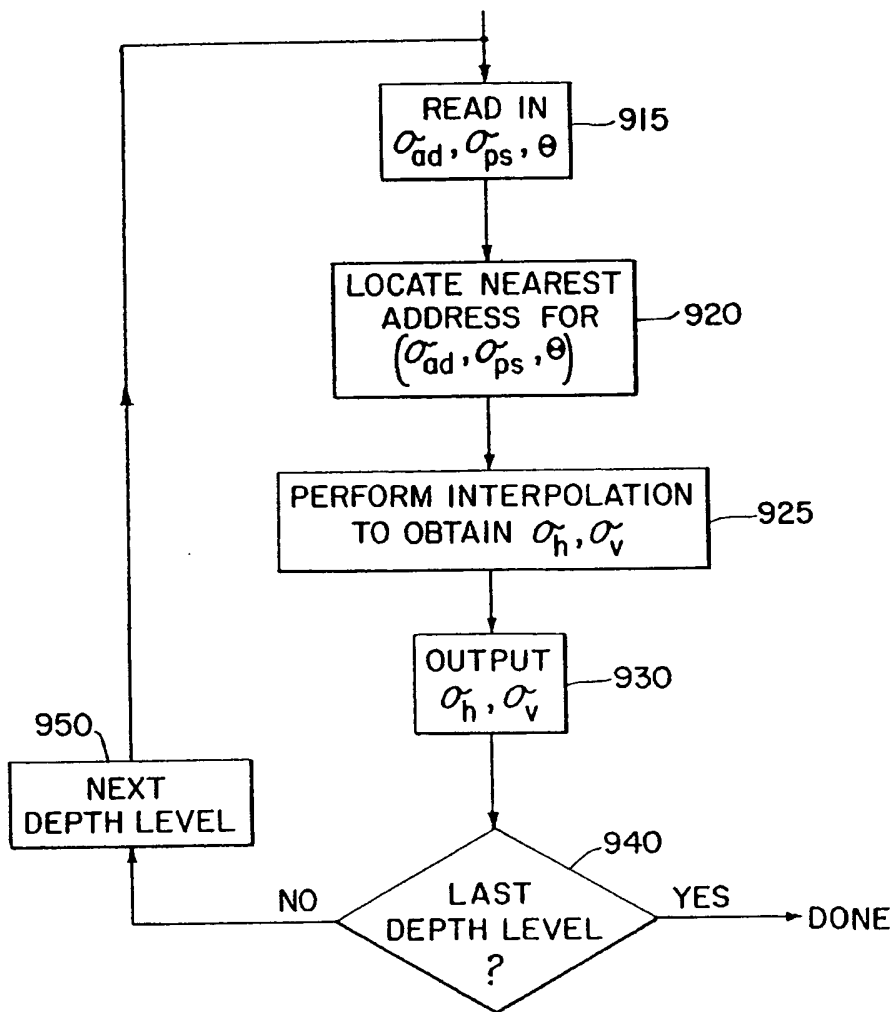 READ IN
σad, σps, θ
915
LOCATE NEAREST
ADDRESS FOR
(σad, σps, θ)
920
PERFORM INTERPOLATION
TO OBTAIN σh, σv
925
OUTPUT
σh, σv
930
950
NEXT
DEPTH LEVEL
940
LAST
DEPTH LEVEL
?
NO
YES
DONE